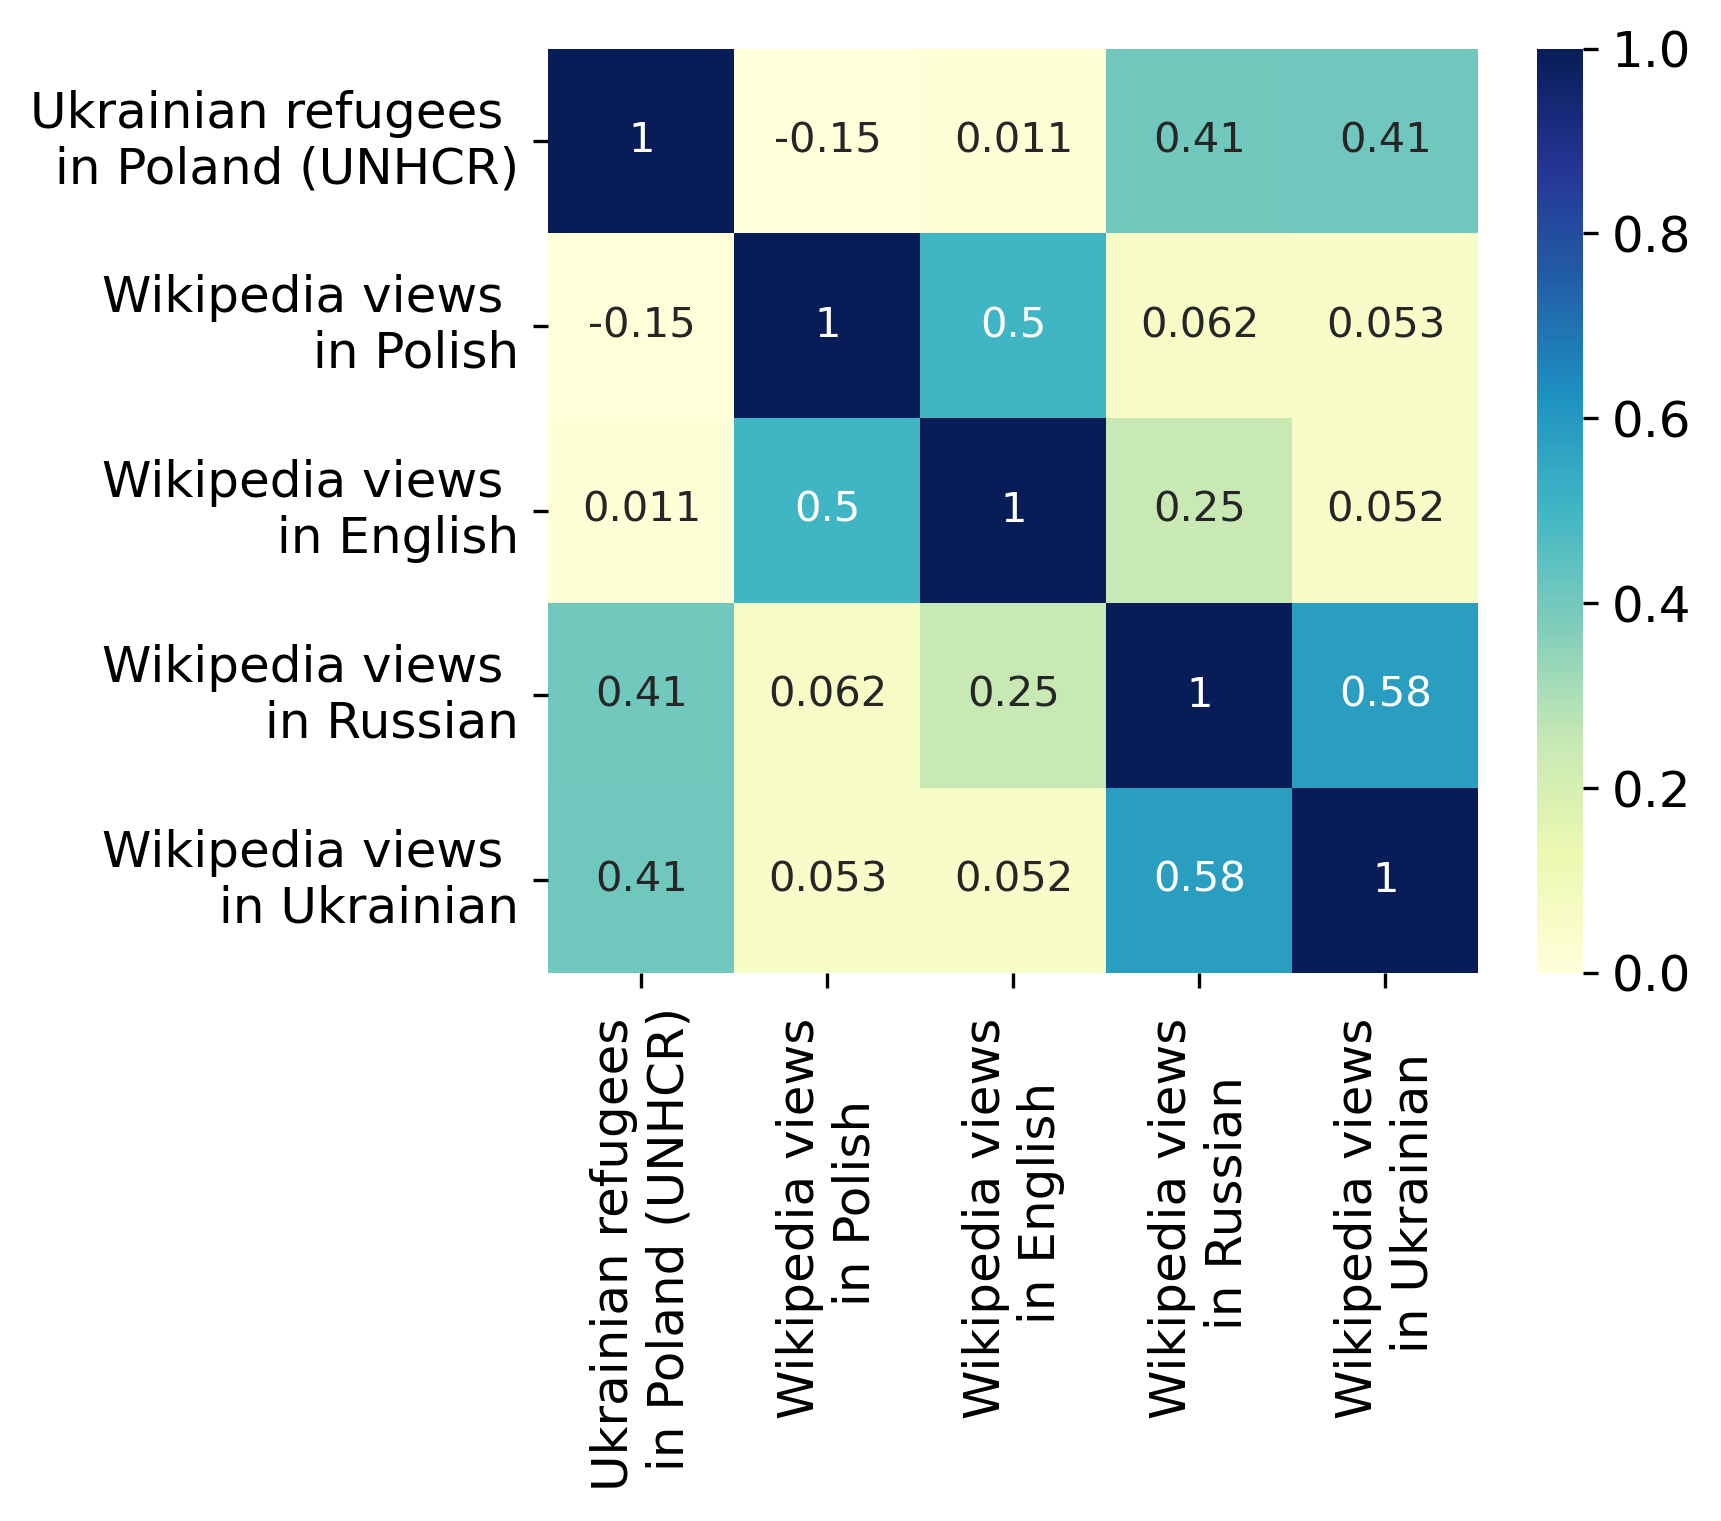 Ukrainian refugees
in Poland (UNHCR)
1
-0.15
0.011
0.41
0.41
Wikipedia views
in Polish
-0.15
1
0.5
0.062
0.053
Wikipedia views
in English
0.011
0.5
1
0.25
0.052
Wikipedia views
in Russian
0.41
0.062
0.25
1
0.58
Wikipedia views
in Ukrainian
0.41
0.053
0.052
0.58
1
1.0
0.8
0.6
0.4
0.2
0.0
Ukrainian refugees
in Poland (UNHCR)
Wikipedia views
in Polish
Wikipedia views
in English
Wikipedia views
in Russian
Wikipedia views
in Ukrainian